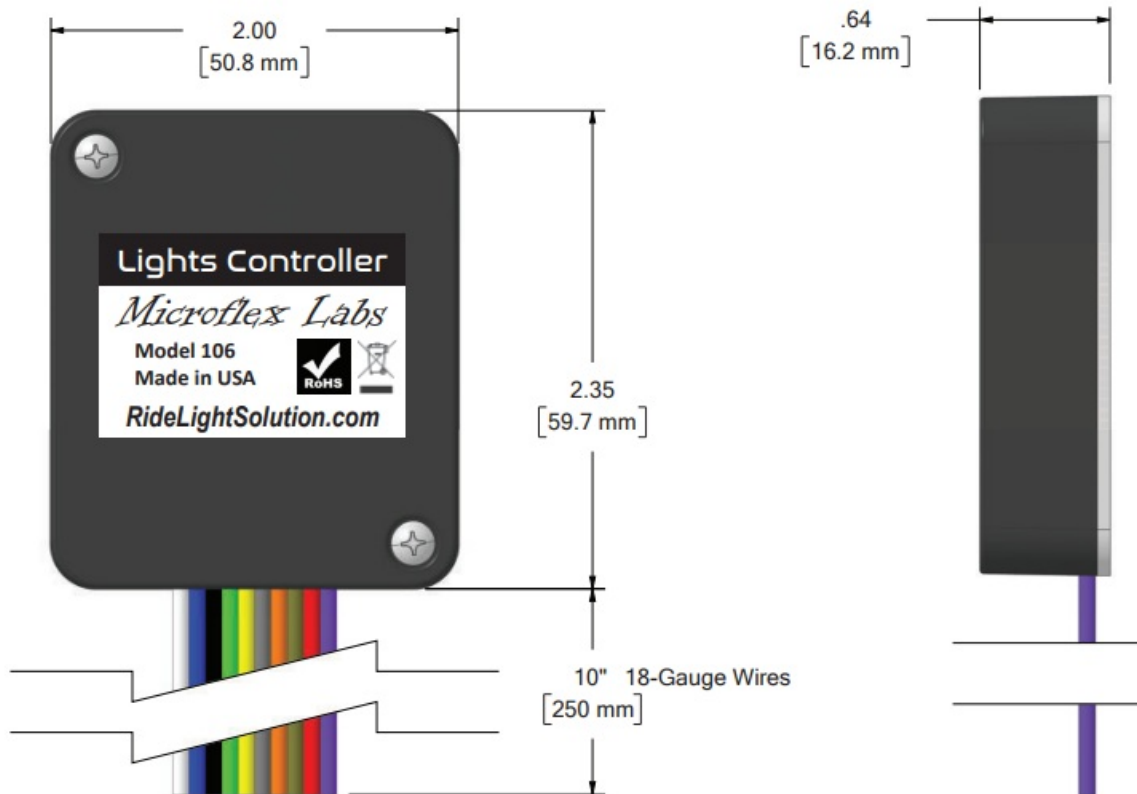 2.00
[50.8 mm]
.64
[16.2 mm]
Lights Controller
Microflex Labs
Model 106
Made in USA
RoHS
RideLightSolution.com
2.35
[59.7 mm]
10" 18-Gauge Wires
[250 mm]